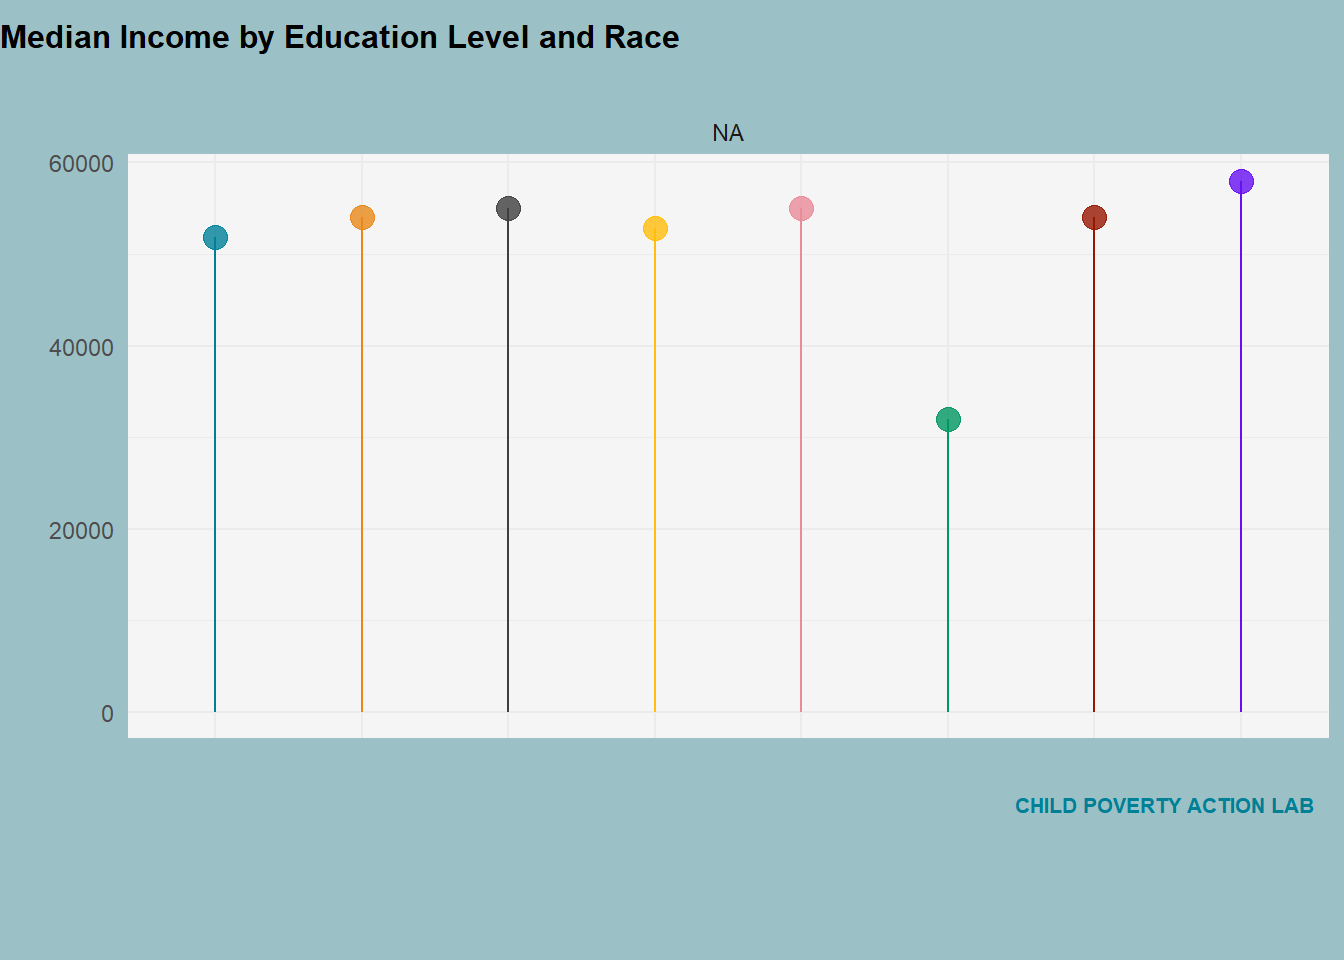 Median Income by Education Level and Race
NA
60000
40000
20000
0
CHILD POVERTY ACTION LAB